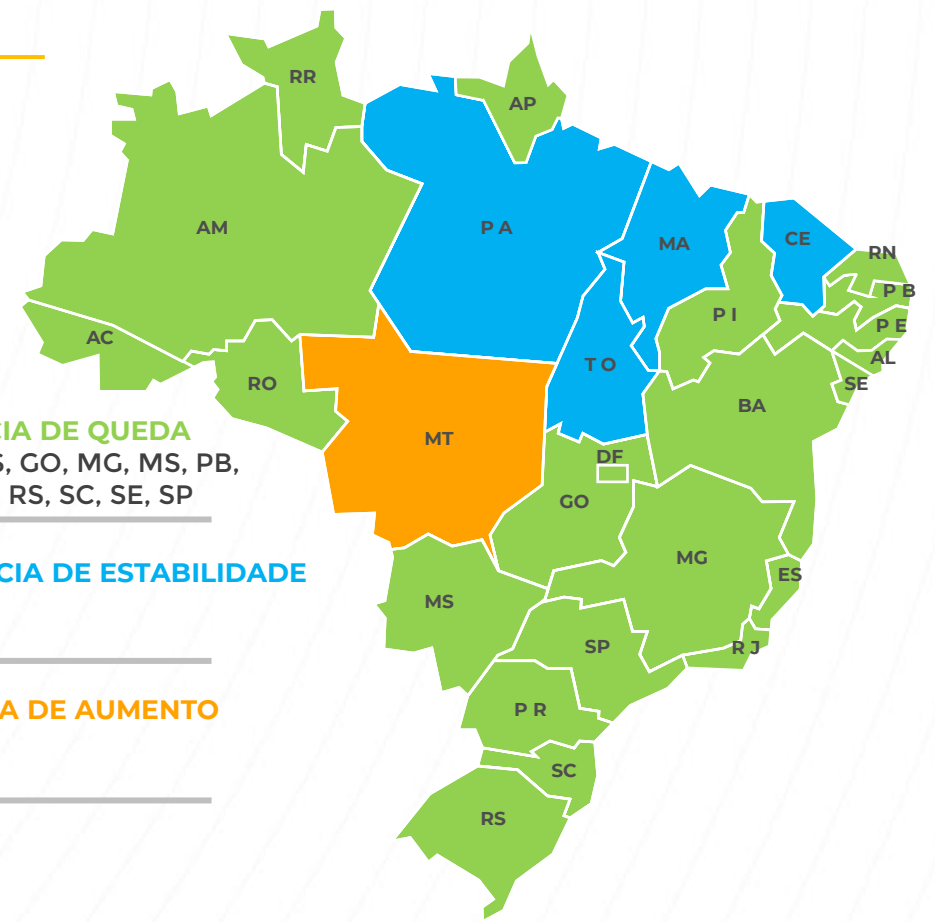 RR
AP
AM
P A
MA
CE
RN
P B
P I
P E
AC
AL
T O
RO
SE
BA
CIA DE QUEDA
MT
DF
S, GO, MG, MS, PB,
RS, SC, SE, SP
GO
MG
CIA DE ESTABILIDADE
ES
MS
SP
R J
A DE AUMENTO
P R
SC
RS